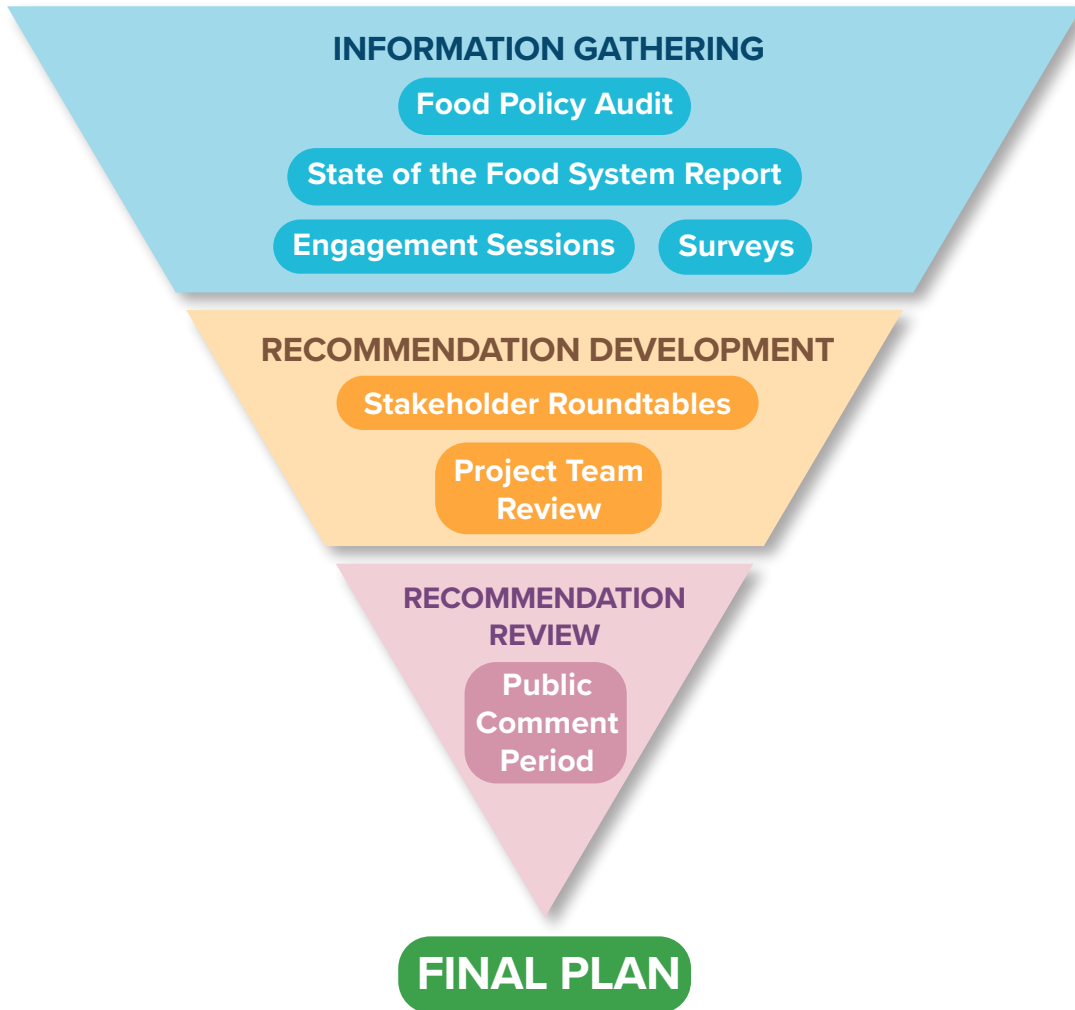 INFORMATION GATHERING
Food Policy Audit
State of the Food System Report
Engagement Sessions
Surveys
RECOMMENDATION DEVELOPMENT
Stakeholder Roundtables
Project Team
Review
RECOMMENDATION
REVIEW
Public
Comment
Period
FINAL PLAN